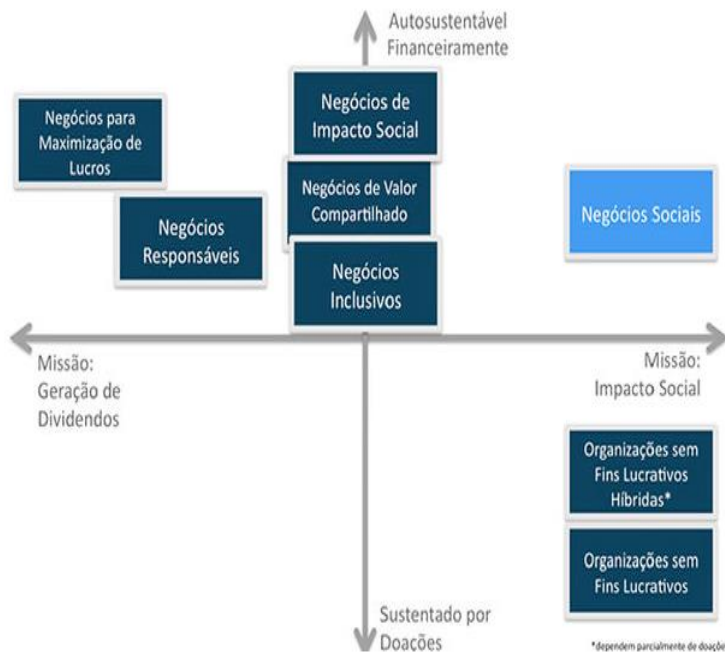 Autosustentável
Financeiramente
Negócios para
Maximização de
Lucros
Negócios de
Impacto Social
Negócios de Valor
Compartilhado
Negócios
Responsáveis
Negócios Sociais
Negócios
Inclusivos
Missão:
Geração de
Dividendos
Missão:
Impacto Social
Organizações sem
Fins Lucrativos
Híbridas*
Organizações sem
Fins Lucrativos
Sustentado por
Doações
*dependem parcialmente de doaçõe